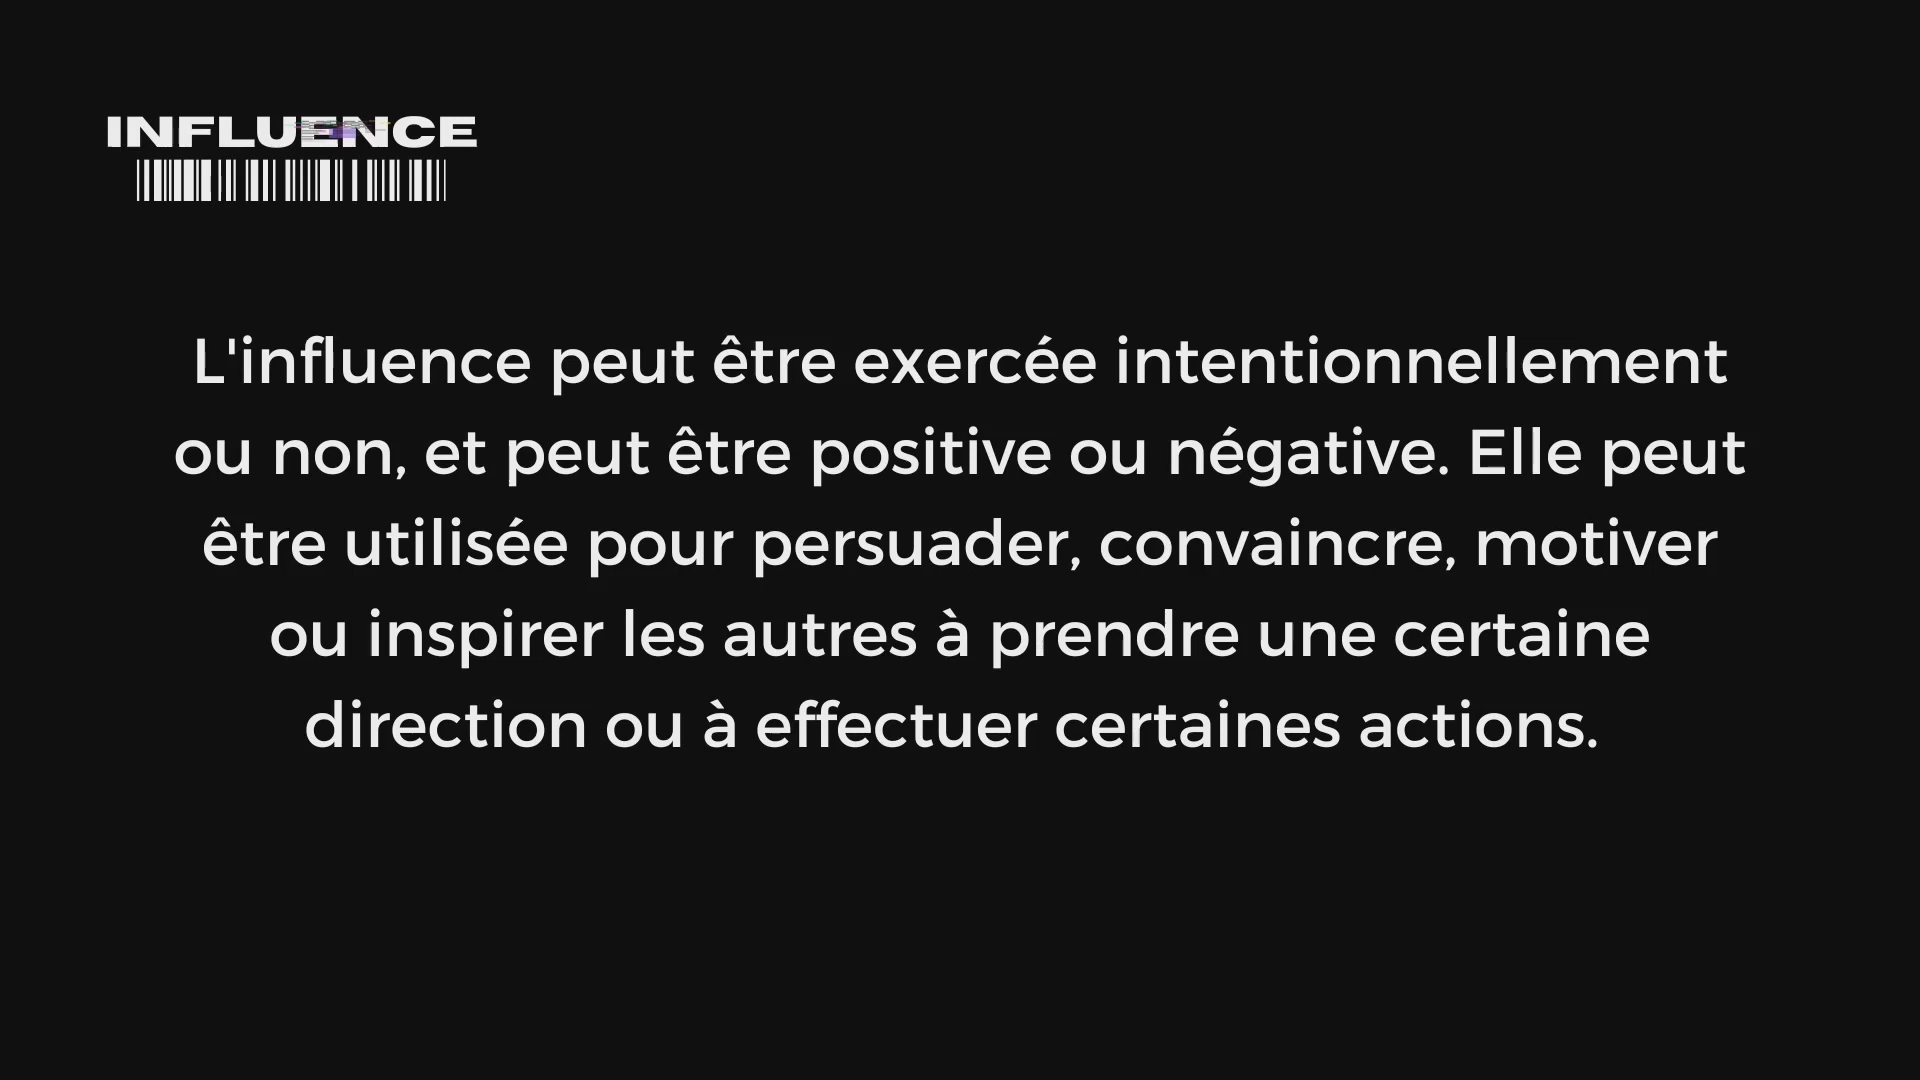 INFLUENCE
L'influence peut être exercée intentionnellement
ou non, et peut être positive ou négative. Elle peut
être utilisée pour persuader, convaincre, motiver
ou inspirer les autres à prendre une certaine
direction ou à effectuer certaines actions.